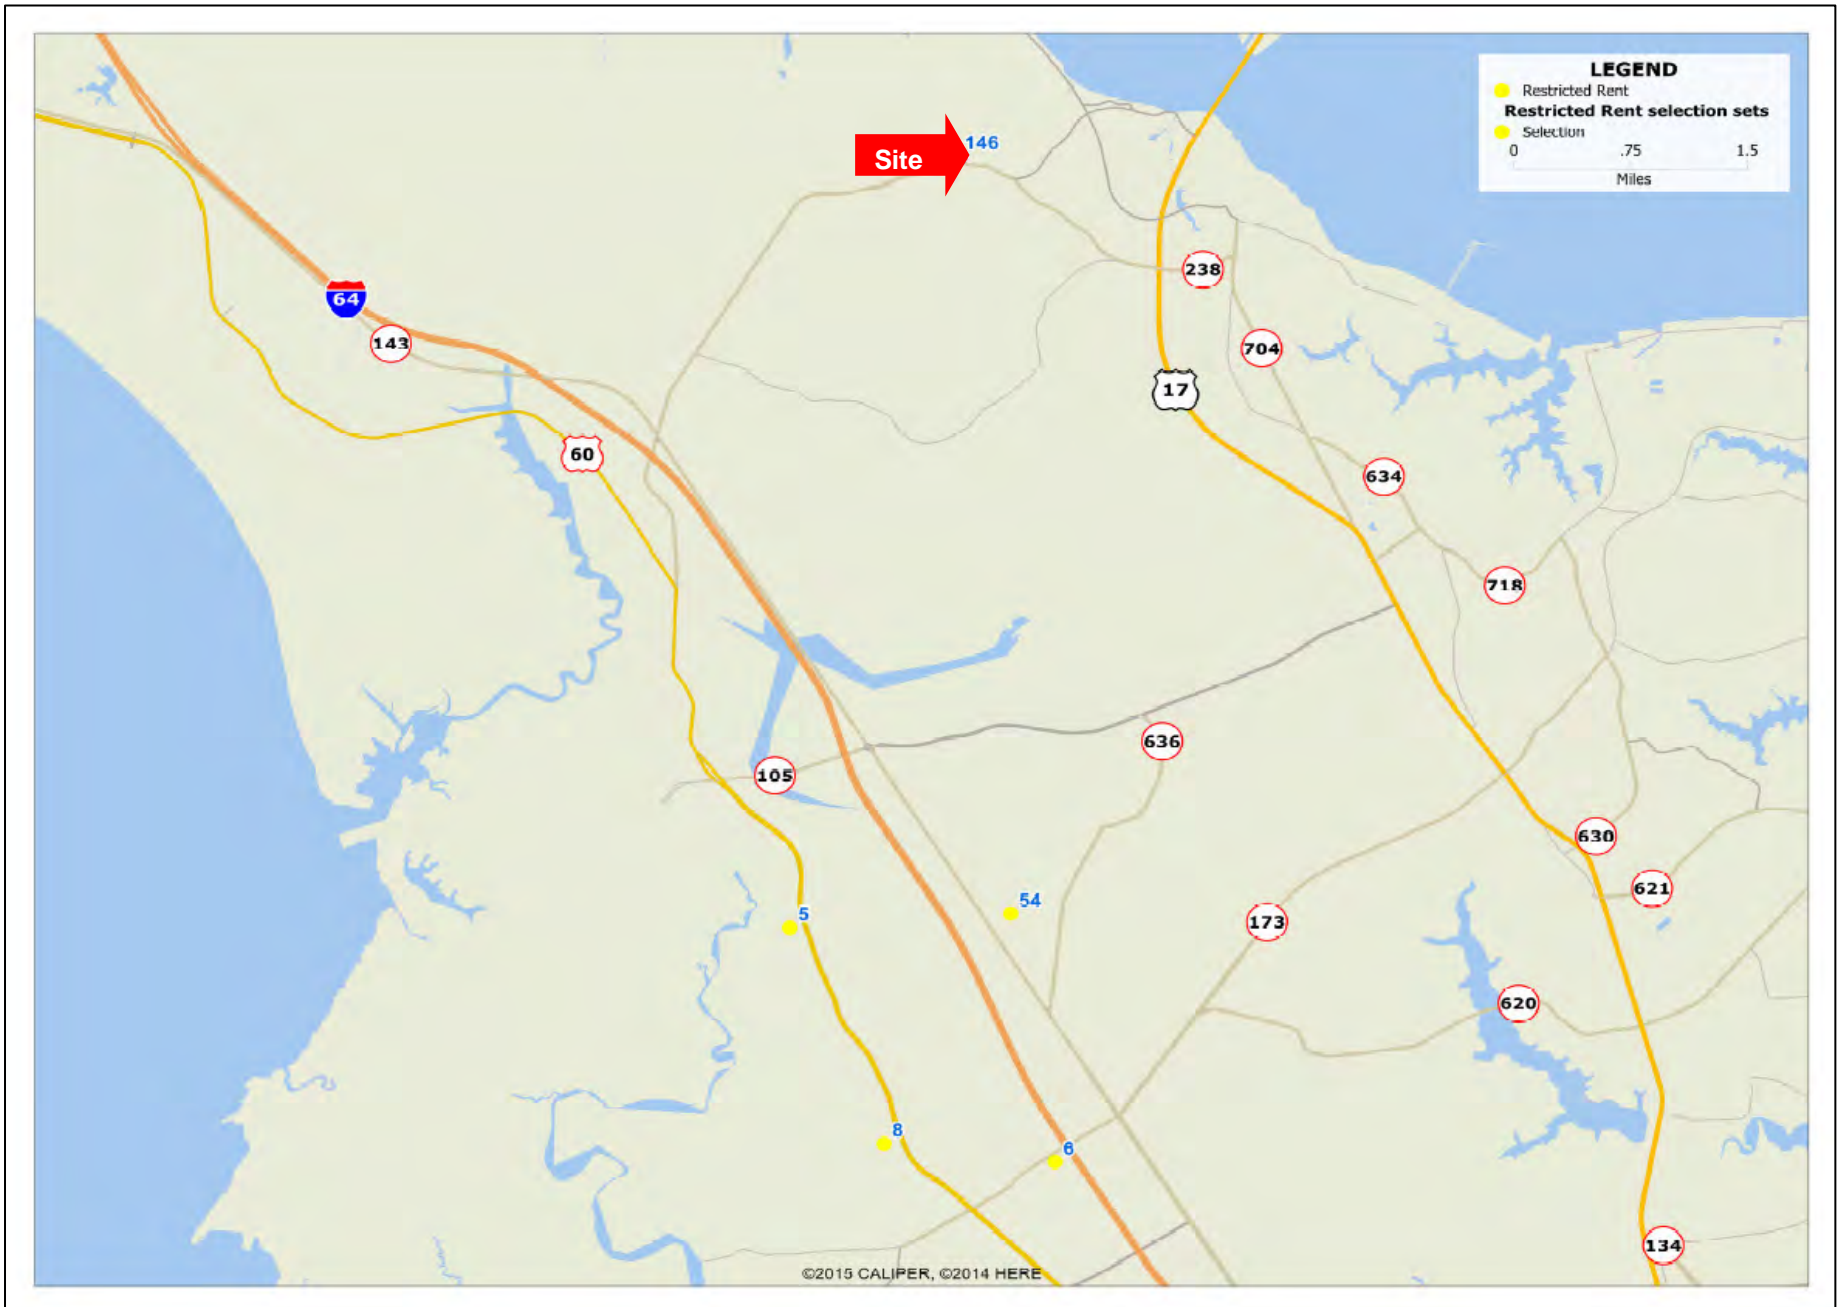 LEGEND
Restricted Rent
Restricted Rent selection sets
Selection
0 .75 1.5
Miles
146
Site
238
64
143
704
17
60
634
718
636
105
630
621
54
5
173
620
8
6
134
©2015 CALIPER, ©2014 HERE